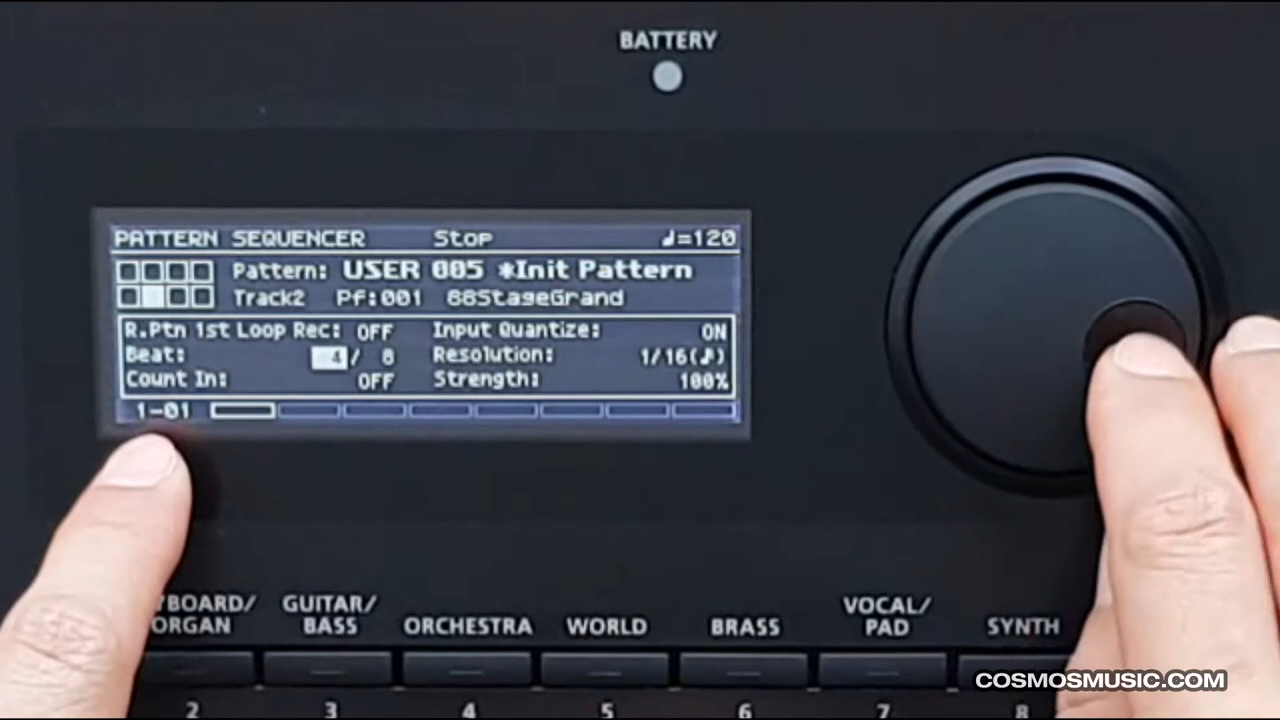 BATTERY
PATTERN SEQUENCER Stop ♩=120
Pattern: USER 005 *Init Pattern
Track2 Pf:001 88StageGrand
R.Ptn 1st Loop Rec: OFF Input Quantize: ON
Beat: 4/ 8 Resolution: 1/16(♪)
Count In: OFF Strength: 100%
1-01
YBOARD/ GUITAR/ VOCAL/
ORGAN BASS ORCHESTRA WORLD BRASS PAD SYNTH
COSMOSMUSIC.COM
2 3 4 5 6 7 8